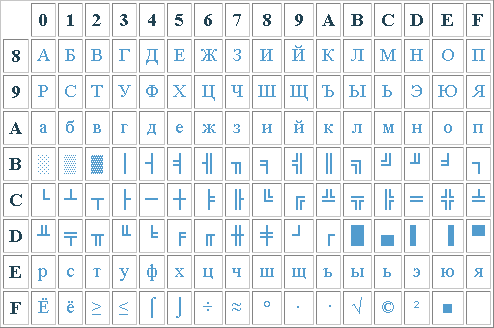 0 1 2 3 4 5 6 7 8 9 A B C D E F
8 А Б В Г Д Е Ж З И Й К Л М Н О П
9 Р С Т У Ф Х Ц Ч Ш Щ Ъ Ы Ь Э Ю Я
A а б в г д е ж з и й к л м н о п
B ░ ▒ ▓ │ ┤ ╡ ╢ ╖ ╕ ╣ ║ ╗ ╝ ╜ ╛ ┐
C └ ┴ ┬ ├ ─ ┼ ╞ ╟ ╚ ╔ ╩ ╦ ╠ ═ ╬ ╧
D ╨ ╤ ╥ ╙ ╘ ╒ ╓ ╫ ╪ ┘ ┌ █ ▄ ▌ ▐ ▀
E р с т у ф х ц ч ш щ ъ ы ь э ю я
F Ё ё ≥ ≤ ⌠ ⌡ ÷ ≈ ° ∙ · √ © ² ■